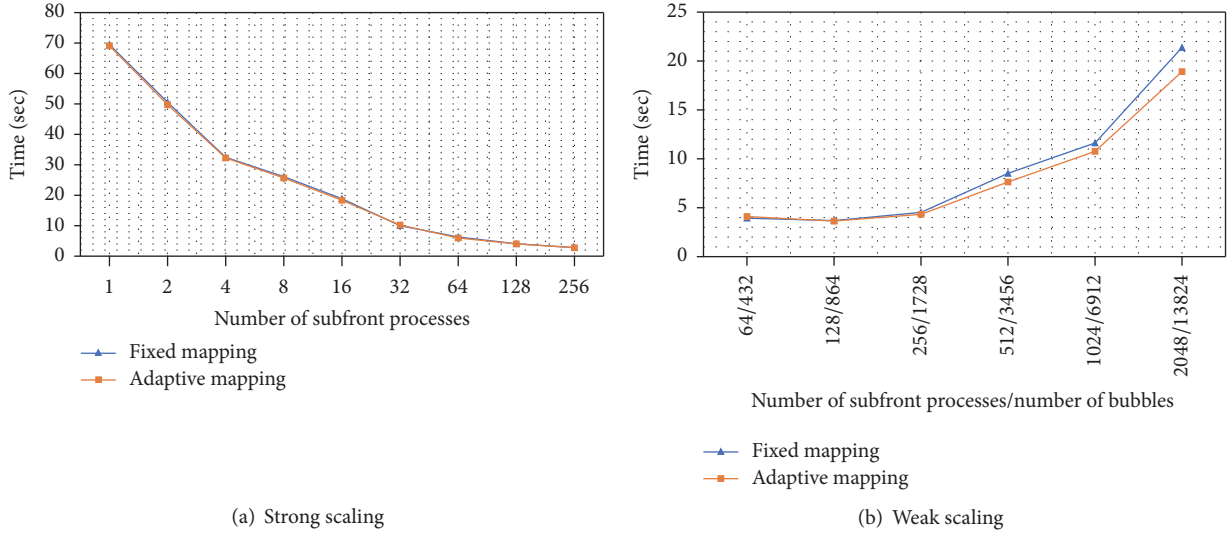 80
70
60
50
40
30
20
10
0
Time (sec)
1 2 4 8 16 32 64 128 256
Number of subfront processes
Fixed mapping
Adaptive mapping
(a) Strong scaling
25
20
15
10
5
0
Time (sec)
64/432
128/864
256/1728
512/3456
1024/6912
2048/13824
Number of subfront processes/number of bubbles
Fixed mapping
Adaptive mapping
(b) Weak scaling